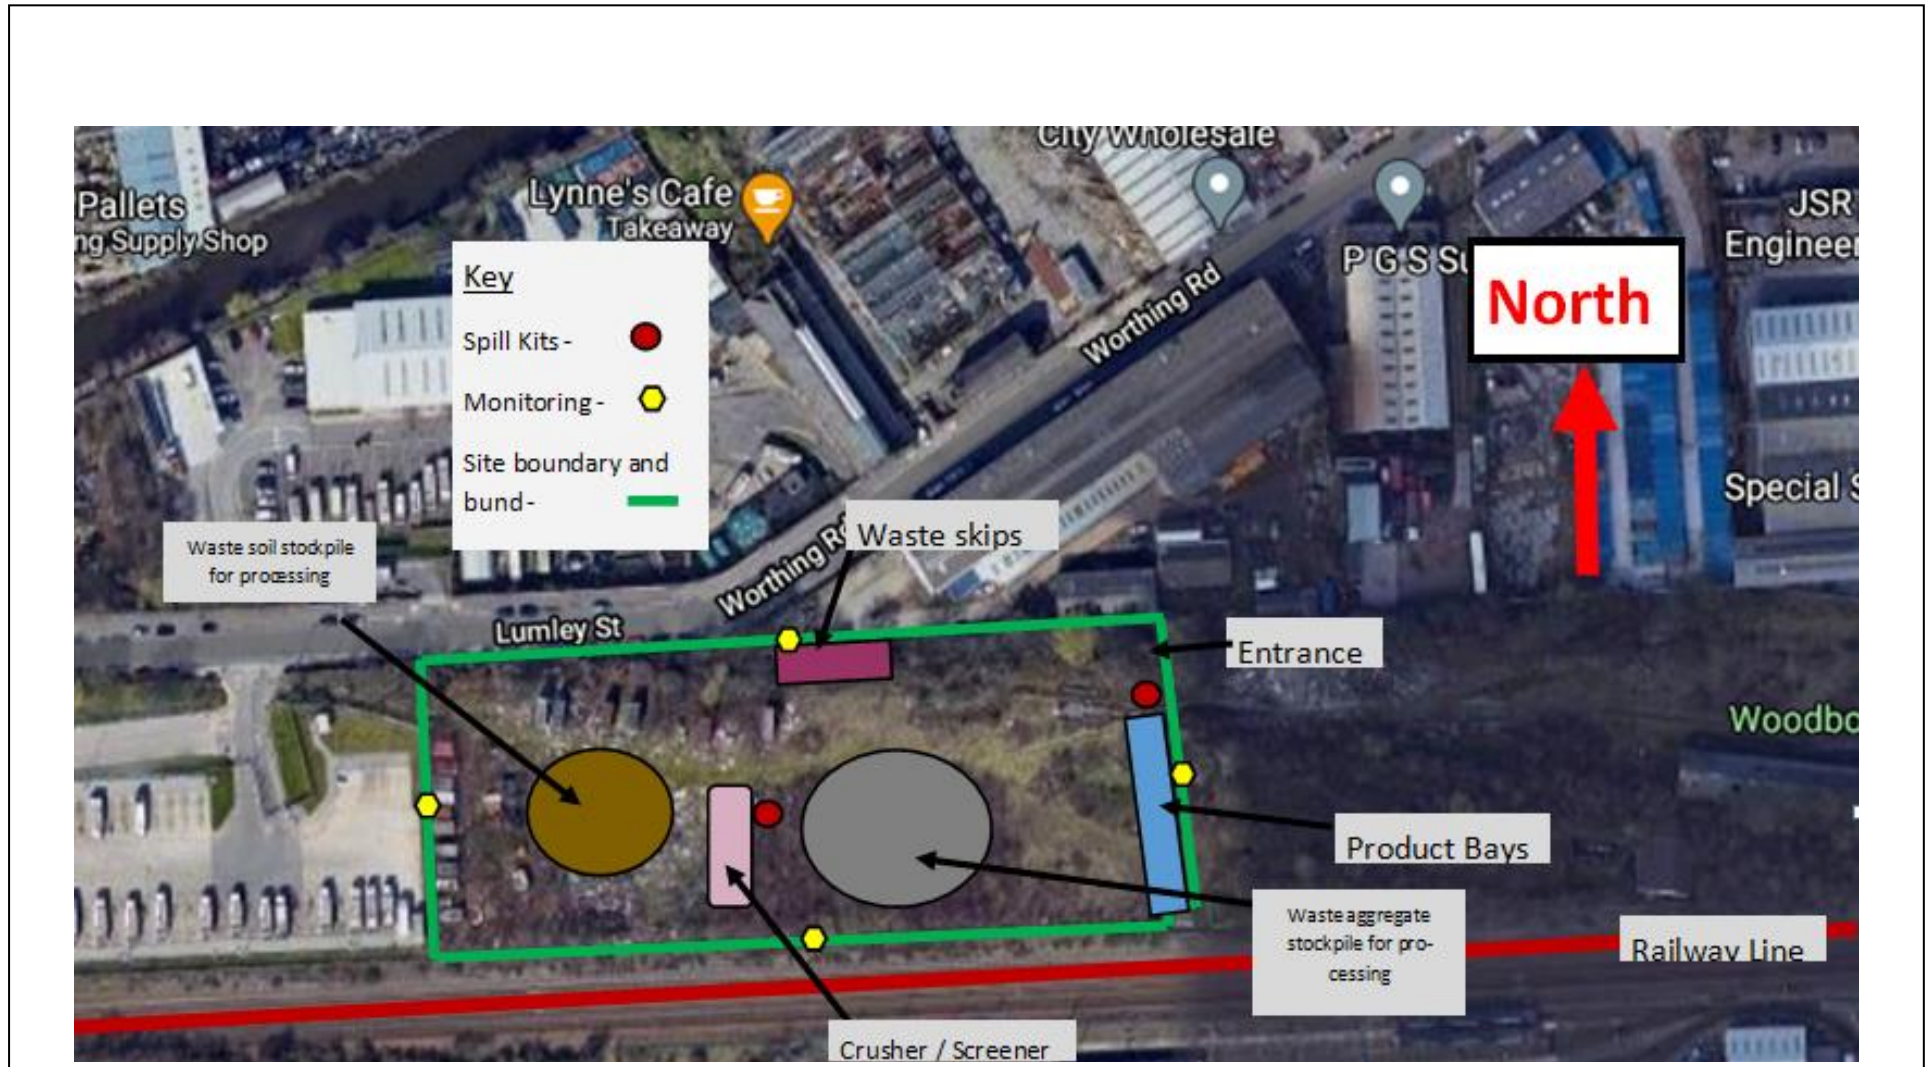 City Wholesale
Pallets
ng Supply Shop
Lynne's Cafe
Takeaway
JSR
Engineer
P G S Su
North
Worthing Rd
Key
Spill Kits -
Monitoring -
Site boundary and
bund -
Special S
Waste soil stockpile
for processing
Waste skips
Worthing Rd
Lumley St
Entrance
Woodbo
Product Bays
Waste aggregate
stockpile for pro-
cessing
Railway Line
Crusher / Screener